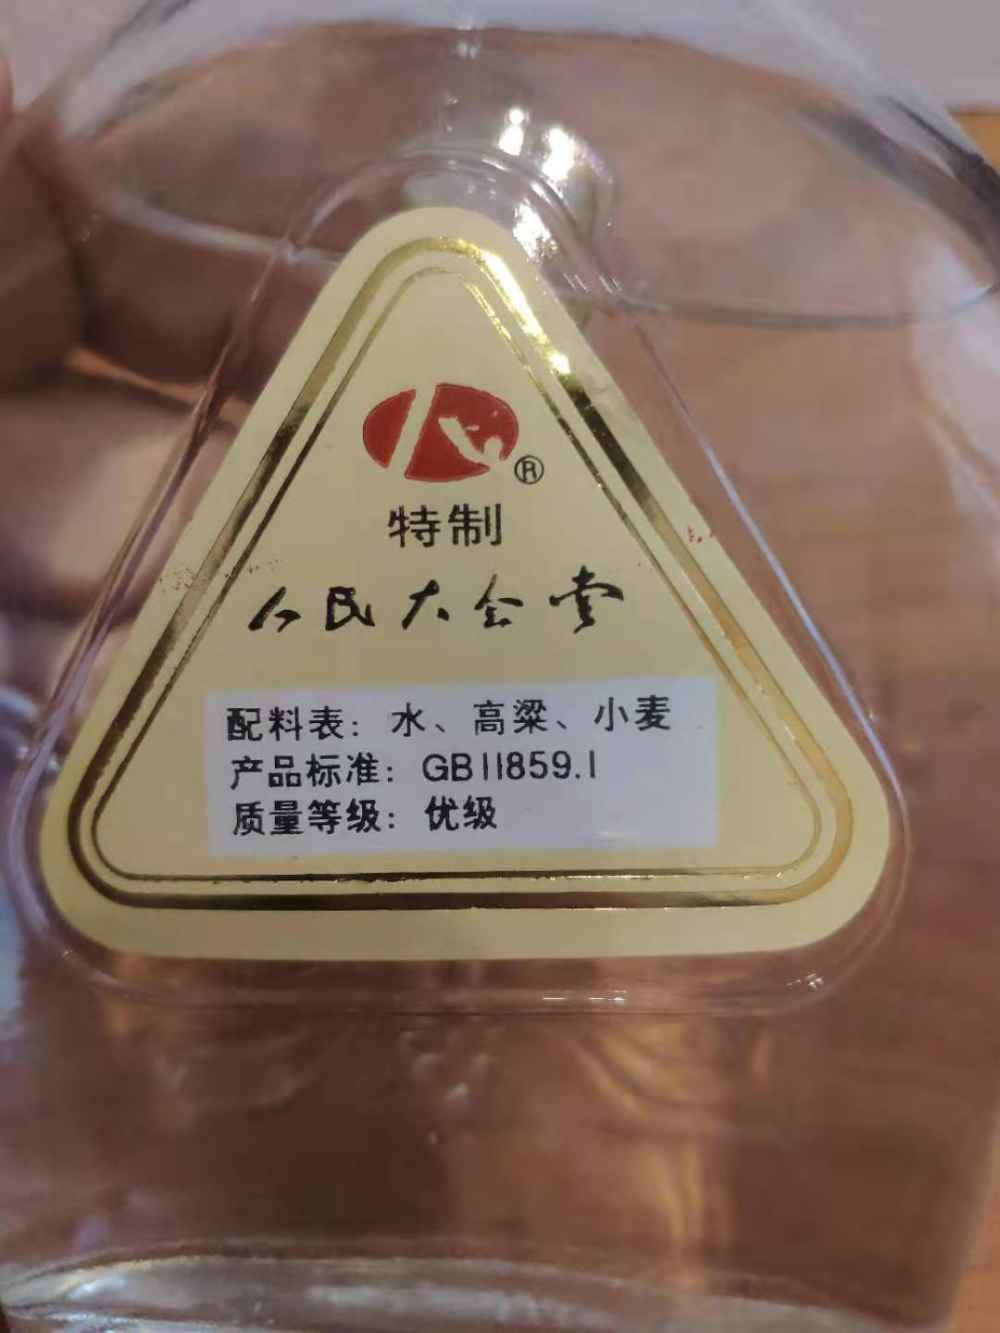 ®
特制
人民大会堂
配料表：水、高粱、小麦
产品标准：GB11859.1
质量等级：优级